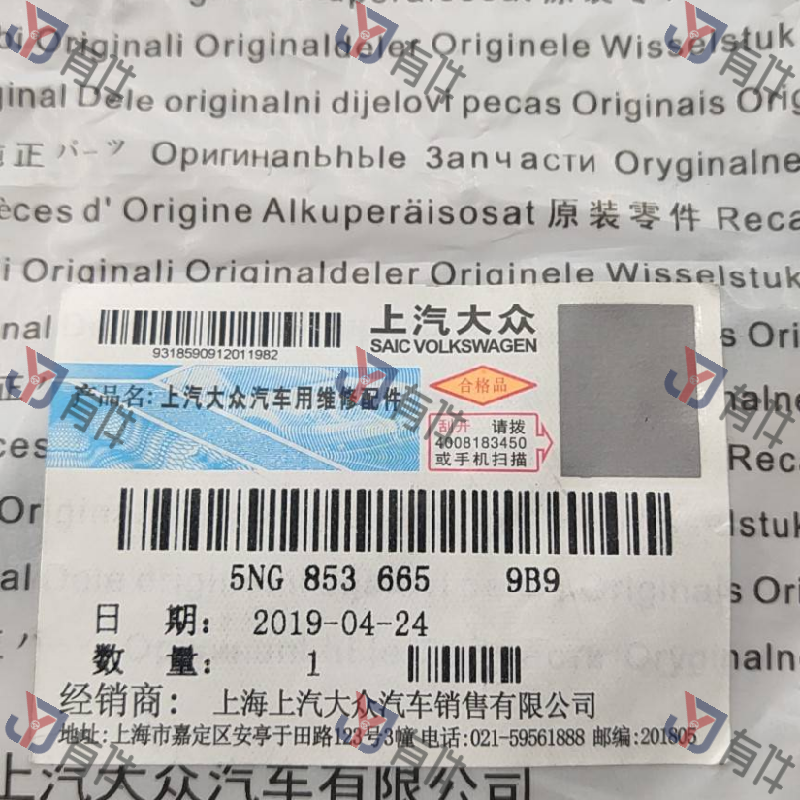 Originali Originaldeler Originele Wisselstuk
ginal Dele originalni dijelovi pecas Originais Orig
正 パーツ Оригинальные Запчасти Oryginalne
èces d' Origine Alkuperäisosat 原装零件 Reca
i Originali Originaldeler Originele Wisselstuk
上汽大众
SAIC VOLKSWAGEN
9318590912011982
产品名: 上汽大众汽车用维修配件
合格品
刮开 请拨
4008183450
或手机扫描
5NG 853 665 9B9
日 期: 2019-04-24
数 量: 1
经销商: 上海上汽大众汽车销售有限公司
地址: 上海市嘉定区安亭于田路123号3幢 电话:021-59561888 邮编:201805
上汽大众汽车有限公司
有件